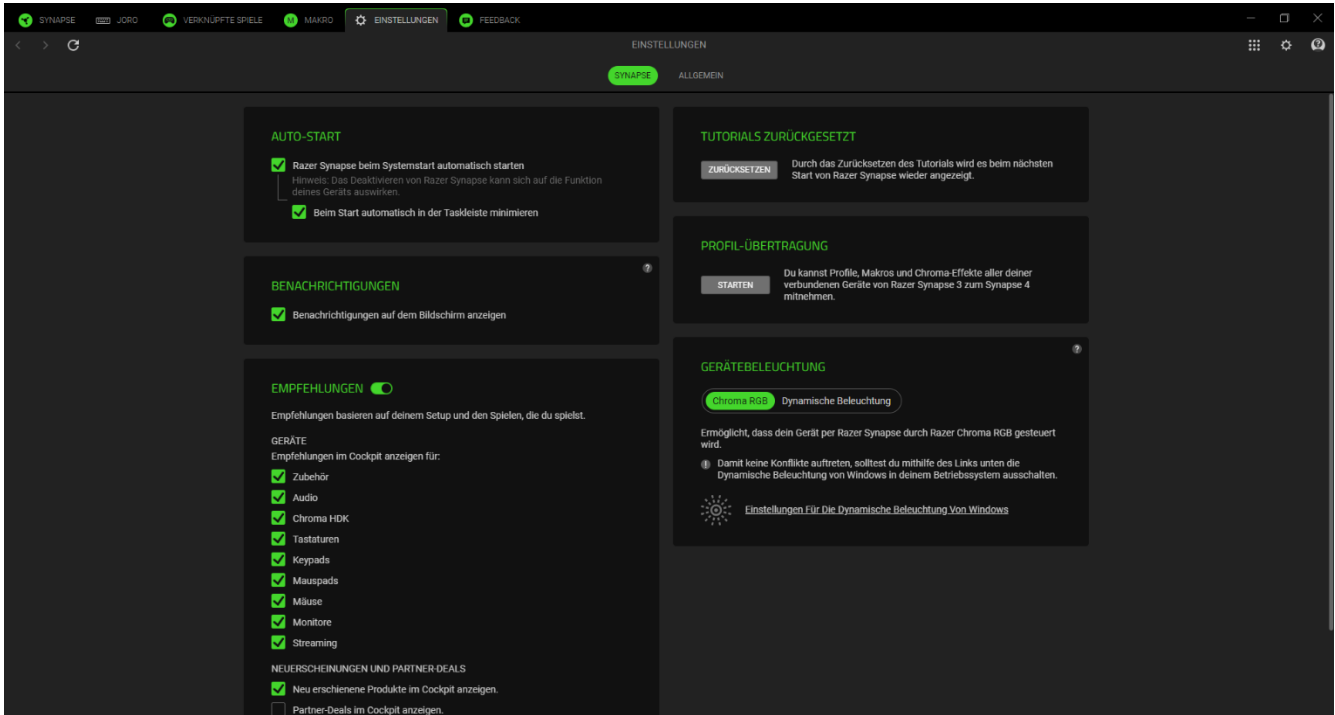 SYNAPSE
JORO
VERKNÜPFTE SPIELE
M MAKRO
EINSTELLUNGEN
FEEDBACK
EINSTELLUNGEN
SYNAPSE
ALLGEMEIN
AUTO-START
Razer Synapse beim Systemstart automatisch starten
Hinweis: Das Deaktivieren von Razer Synapse kann sich auf die Funktion
deines Geräts auswirken.
Beim Start automatisch in der Taskleiste minimieren
?
BENACHRICHTIGUNGEN
Benachrichtigungen auf dem Bildschirm anzeigen
EMPFEHLUNGEN
Empfehlungen basieren auf deinem Setup und den Spielen, die du spielst.
GERÄTE
Empfehlungen im Cockpit anzeigen für:
Zubehör
Audio
Chroma HDK
Tastaturen
Keypads
Mauspads
Mäuse
Monitore
Streaming
NEUERSCHEINUNGEN UND PARTNER-DEALS
Neu erschienene Produkte im Cockpit anzeigen.
Partner-Deals im Cockpit anzeigen.
TUTORIALS ZURÜCKGESETZT
ZURÜCKSETZEN
Durch das Zurücksetzen des Tutorials wird es beim nächsten
Start von Razer Synapse wieder angezeigt.
PROFIL-ÜBERTRAGUNG
STARTEN
Du kannst Profile, Makros und Chroma-Effekte aller deiner
verbundenen Geräte von Razer Synapse 3 zum Synapse 4
mitnehmen.
?
GERÄTEBELEUCHTUNG
Chroma RGB
Dynamische Beleuchtung
Ermöglicht, dass dein Gerät per Razer Synapse durch Razer Chroma RGB gesteuert
wird.
Damit keine Konflikte auftreten, solltest du mithilfe des Links unten die
Dynamische Beleuchtung von Windows in deinem Betriebssystem ausschalten.
Einstellungen Für Die Dynamische Beleuchtung Von Windows